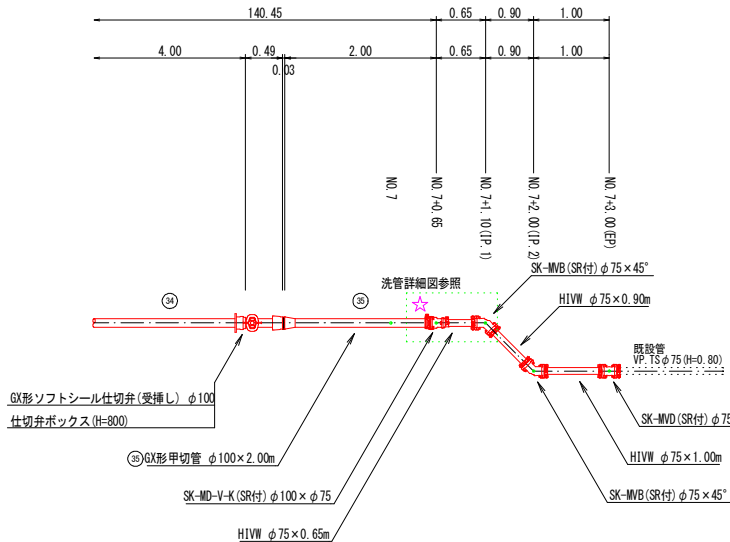 140.45
0.65
0.90
1.00
4.00
0.49
2.00
0.65
0.90
1.00
0.03
NO.7
NO.7+0.65
NO.7+1.10(IP.1)
NO.7+2.00(IP.2)
NO.7+3.00(EP)
SK-MVB(SR付)φ75×45°
洗管詳細図参照
34
35
HIVW φ75×0.90m
既設管
VP.TSφ75(H=0.80)
GX形ソフトシール仕切弁(受挿し) φ100
仕切弁ボックス(H=800)
SK-MVD(SR付)φ75
35 GX形甲切管 φ100×2.00m
HIVW φ75×1.00m
SK-MD-V-K(SR付)φ100×φ75
SK-MVB(SR付)φ75×45°
HIVW φ75×0.65m